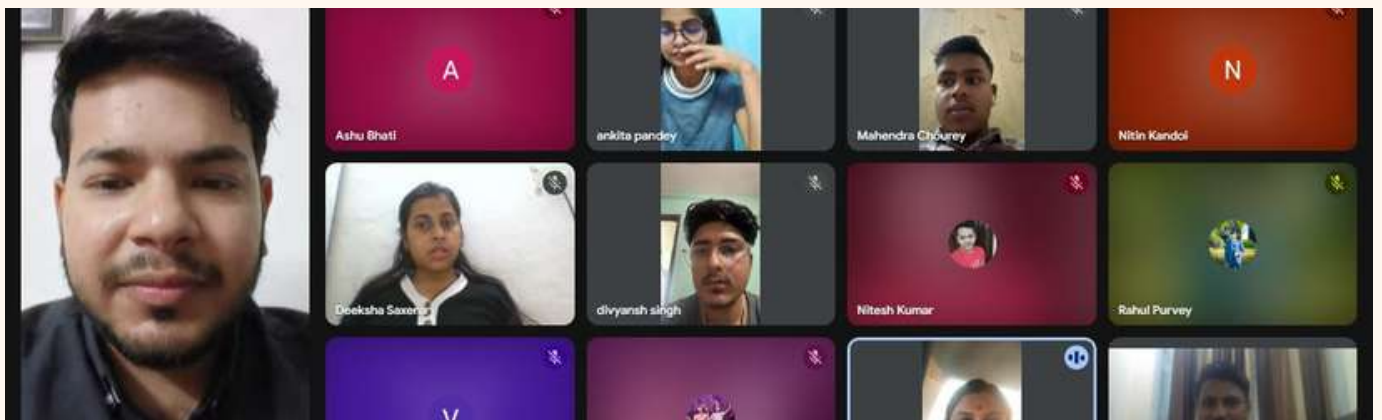 A
Ashu Bhati
ankita pandey
Mahendra Chourey
N
Nitin Kandoi
Deeksha Saxena
divyansh singh
Nitesh Kumar
Rahul Purvey
V